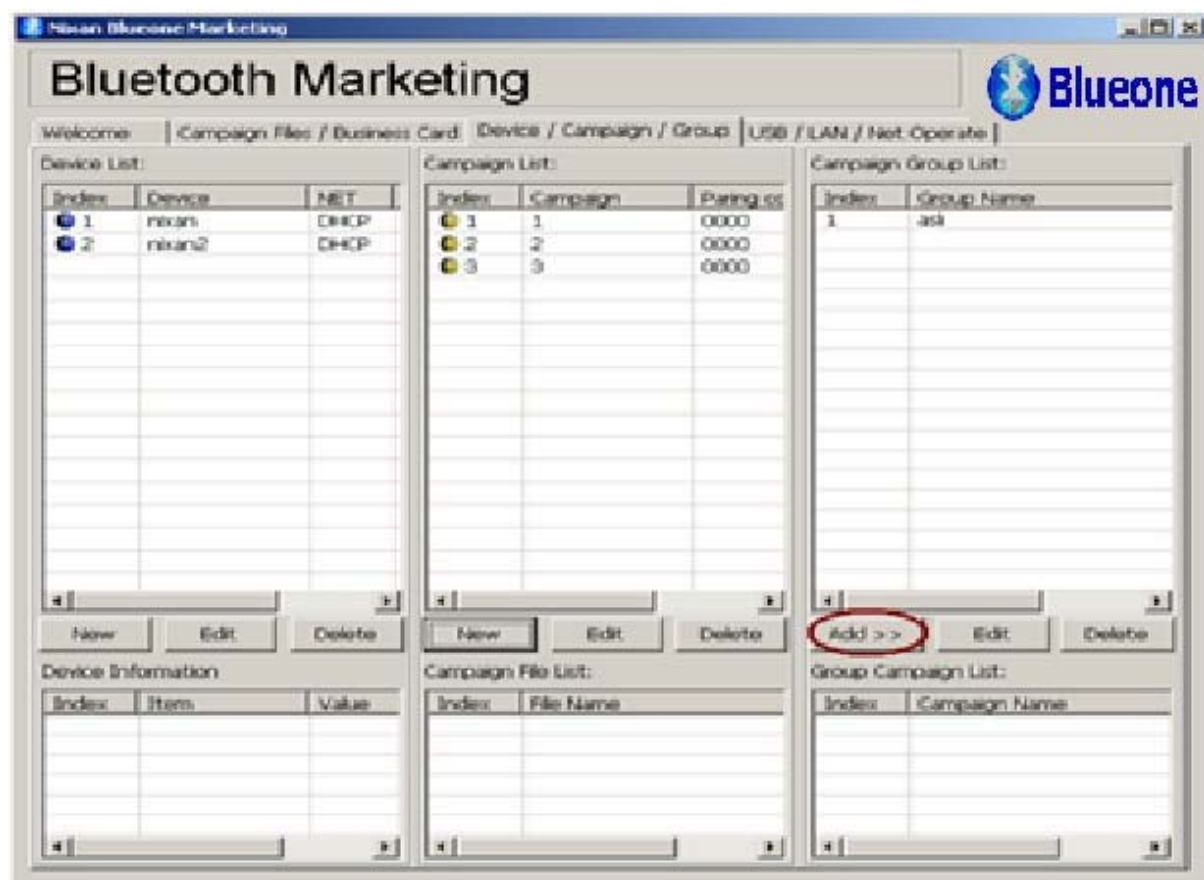 Nixan Blueone Marketing
Bluetooth Marketing
Blueone
Welcome
Campaign Files / Business Card
Device / Campaign / Group
USB / LAN / Net Operate
Device List:
Index Device NET
1 nixan DHCP
2 nixan2 DHCP
New Edit Delete
Device Information
Index Item Value
Campaign List:
Index Campaign Paring co
1 1 0000
2 2 0000
3 3 0000
New Edit Delete
Campaign File List:
Index File Name
Campaign Group List:
Index Group Name
1
Add >> Edit Delete
Group Campaign List:
Index Campaign Name